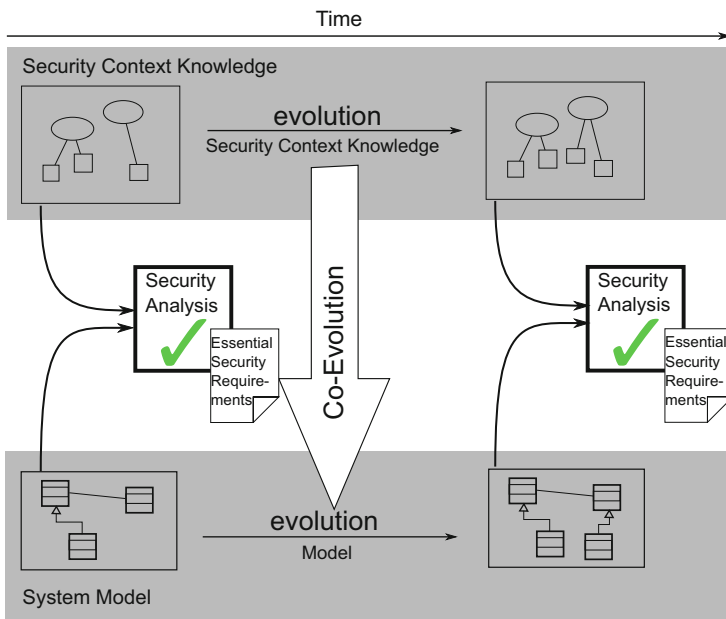 Time
Security Context Knowledge
evolution
Security Context Knowledge
Security
Analysis
Essential
Security
Require-
ments
Co-Evolution
Security
Analysis
Essential
Security
Require-
ments
evolution
Model
System Model